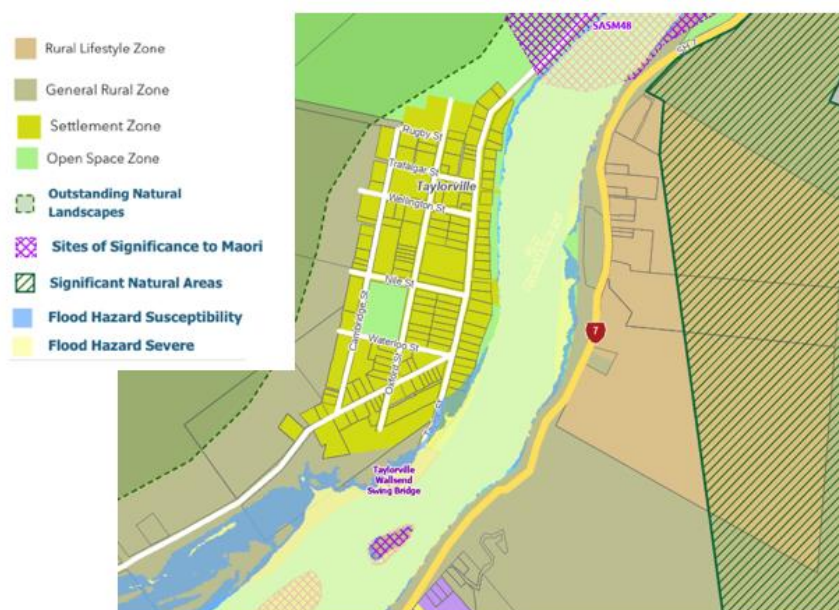 Rural Lifestyle Zone
General Rural Zone
Settlement Zone
Open Space Zone
Outstanding Natural
Landscapes
Sites of Significance to Maori
Significant Natural Areas
Flood Hazard Susceptibility
Flood Hazard Severe
SASM48
SH 7
Rugby St
Trafalgar St
Taylorville
Wellington St
Nile St
Cambridge St
Waterloo St
Oxford St
7
Taylorville
Wallsend
Swing Bridge